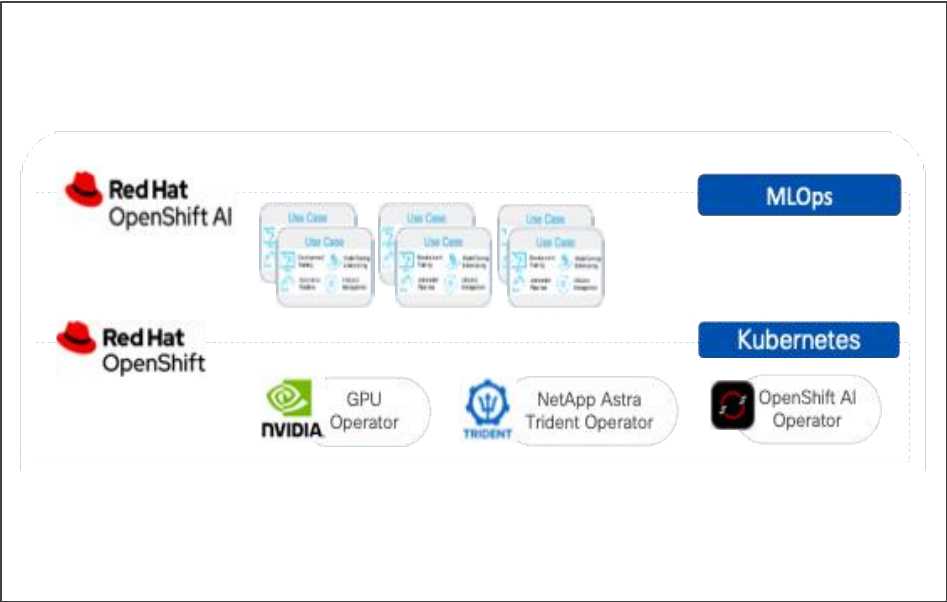 Red Hat
OpenShift AI
MLOps
Use Case
Use Case
Use Case
Use Case
Use Case
Use Case
Red Hat
OpenShift
Kubernetes
NVIDIA
GPU
Operator
TRIDENT
NetApp Astra
Trident Operator
OpenShift AI
Operator